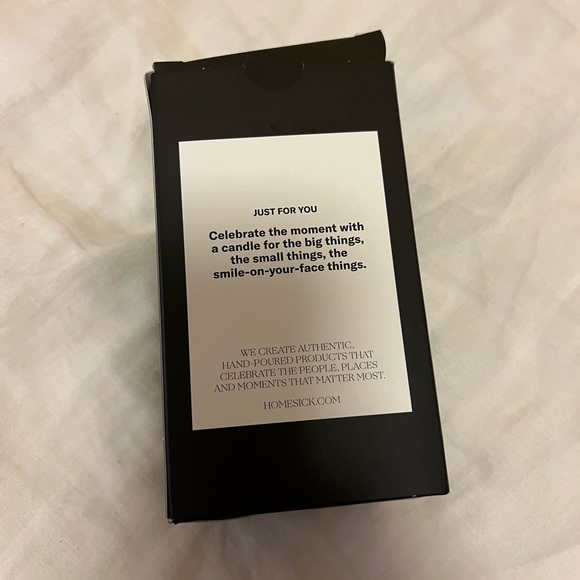 JUST FOR YOU
Celebrate the moment with
a candle for the big things,
the small things, the
smile-on-your-face things.
WE CREATE AUTHENTIC,
HAND-POURED PRODUCTS THAT
CELEBRATE THE PEOPLE, PLACES
AND MOMENTS THAT MATTER MOST.
HOMESICK.COM